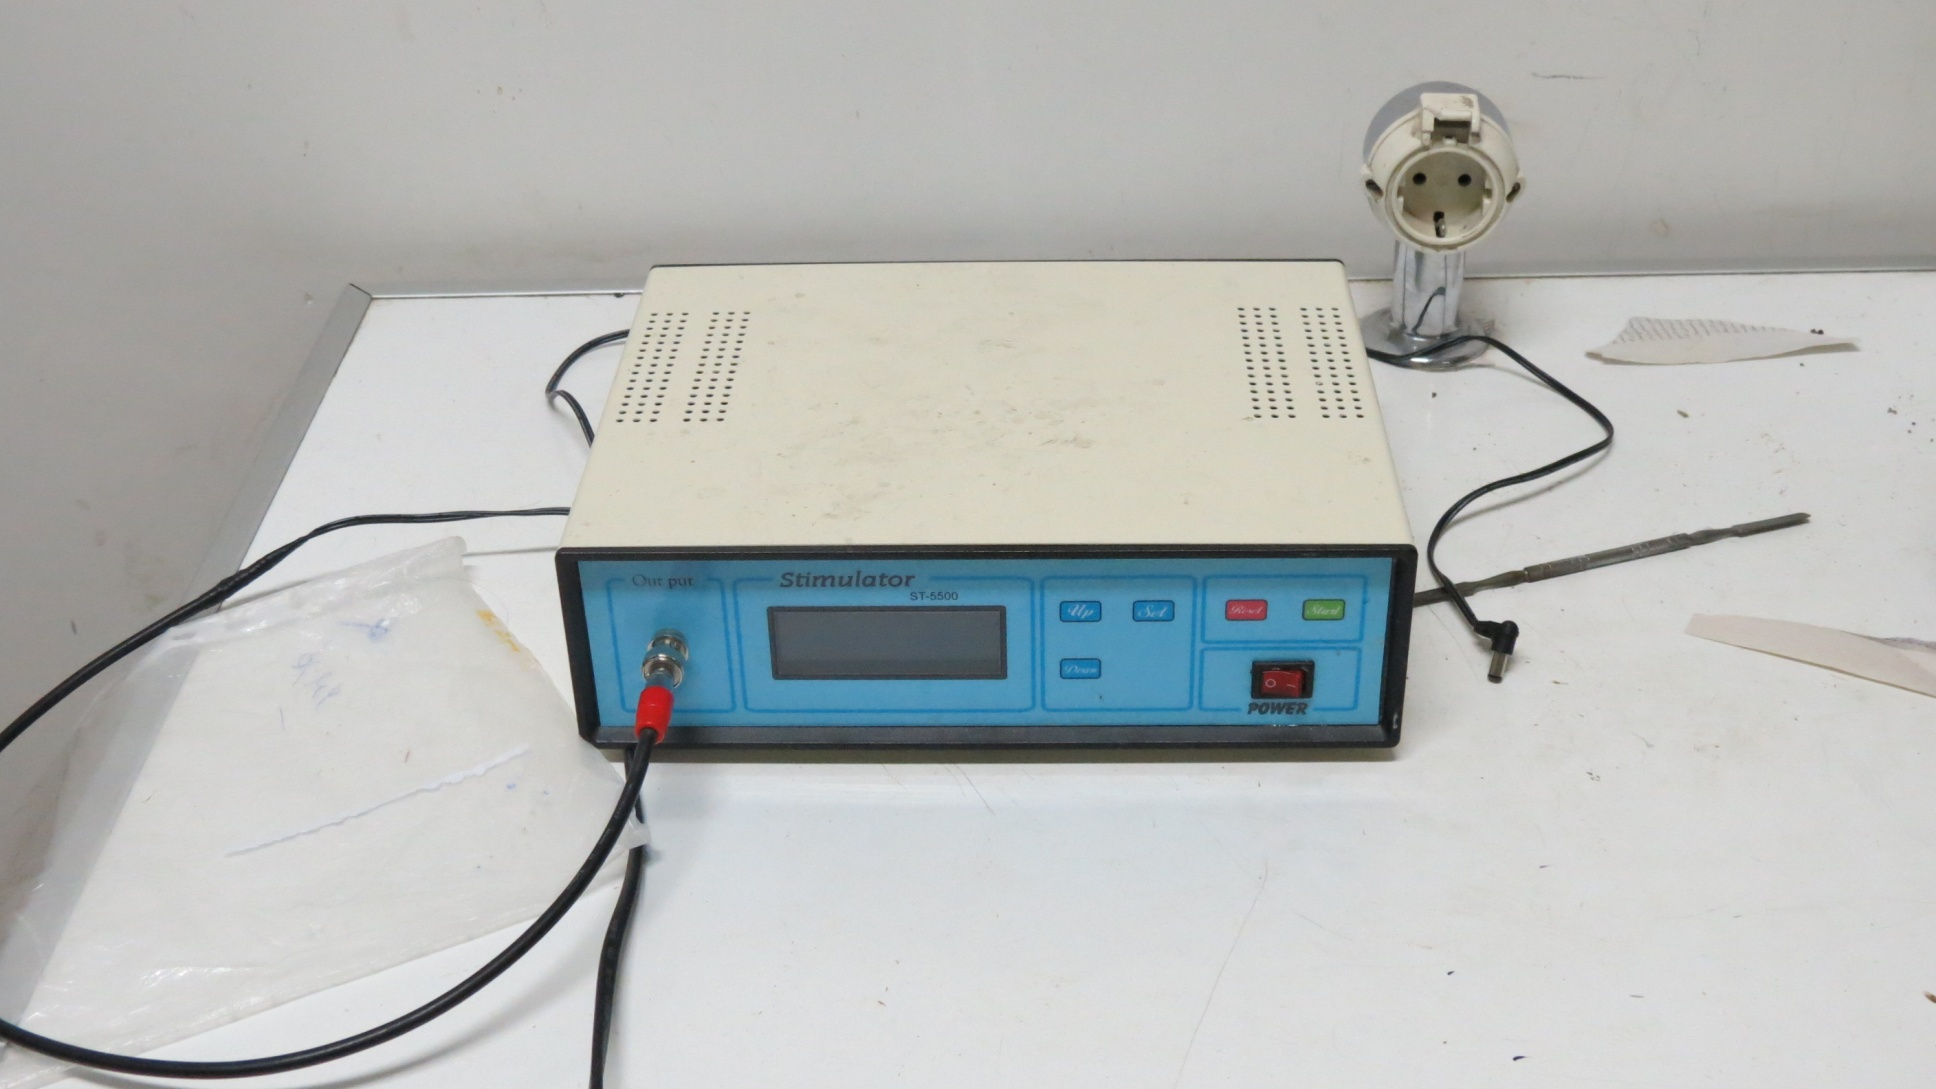 Out put
Stimulator
ST-5500
Up
Set
Reset
Start
Down
O
POWER